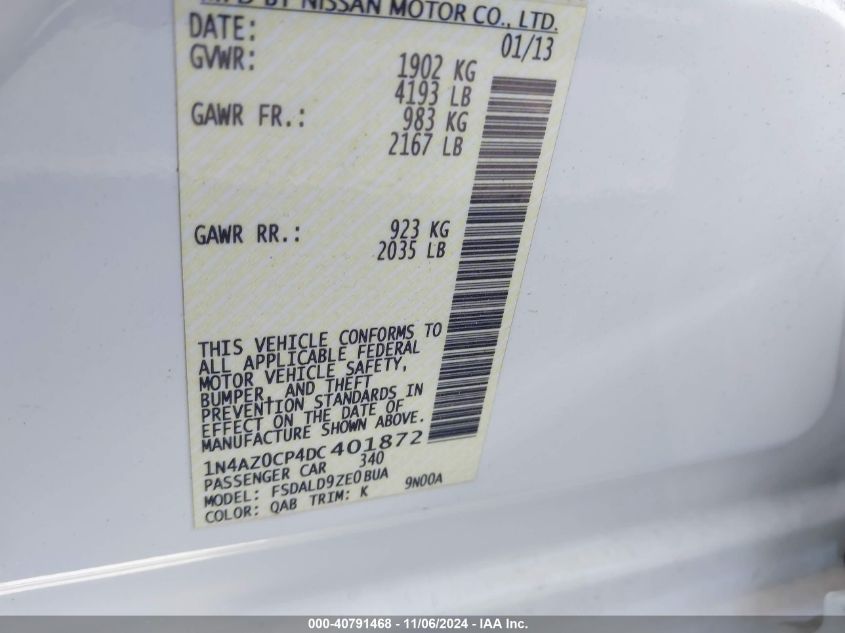 MFD BY NISSAN MOTOR CO., LTD.
DATE: 01/13
GVWR: 1902 KG
4193 LB
GAWR FR.: 983 KG
2167 LB
GAWR RR.: 923 KG
2035 LB
THIS VEHICLE CONFORMS TO
ALL APPLICABLE FEDERAL
MOTOR VEHICLE SAFETY,
BUMPER, AND THEFT
PREVENTION STANDARDS IN
EFFECT ON THE DATE OF
MANUFACTURE SHOWN ABOVE.
1N4AZ0CP4DC401872
PASSENGER CAR 340
MODEL: FSDALD9ZE0BUA
COLOR: QAB TRIM: K 9N00A
000-40791468 - 11/06/2024 - IAA Inc.